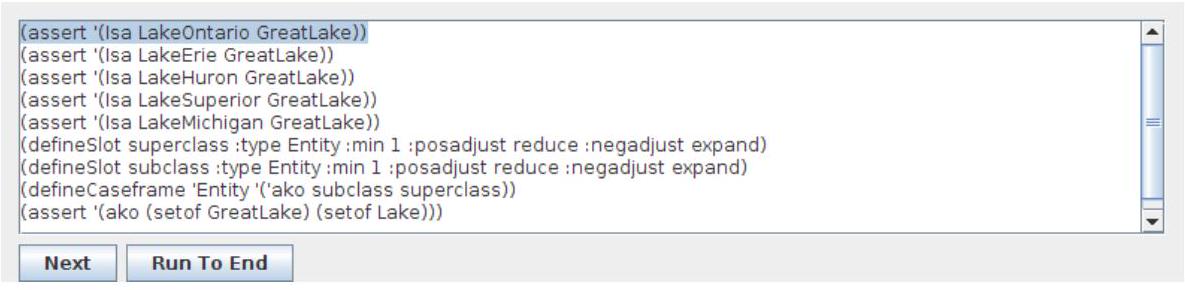 (assert '(Isa LakeOntario GreatLake))
(assert '(Isa LakeErie GreatLake))
(assert '(Isa LakeHuron GreatLake))
(assert '(Isa LakeSuperior GreatLake))
(assert '(Isa LakeMichigan GreatLake))
(defineSlot superclass :type Entity :min 1 :posadjust reduce :negadjust expand)
(defineSlot subclass :type Entity :min 1 :posadjust reduce :negadjust expand)
(defineCaseframe 'Entity '('ako subclass superclass))
(assert '(ako (setof GreatLake) (setof Lake)))
Next Run To End